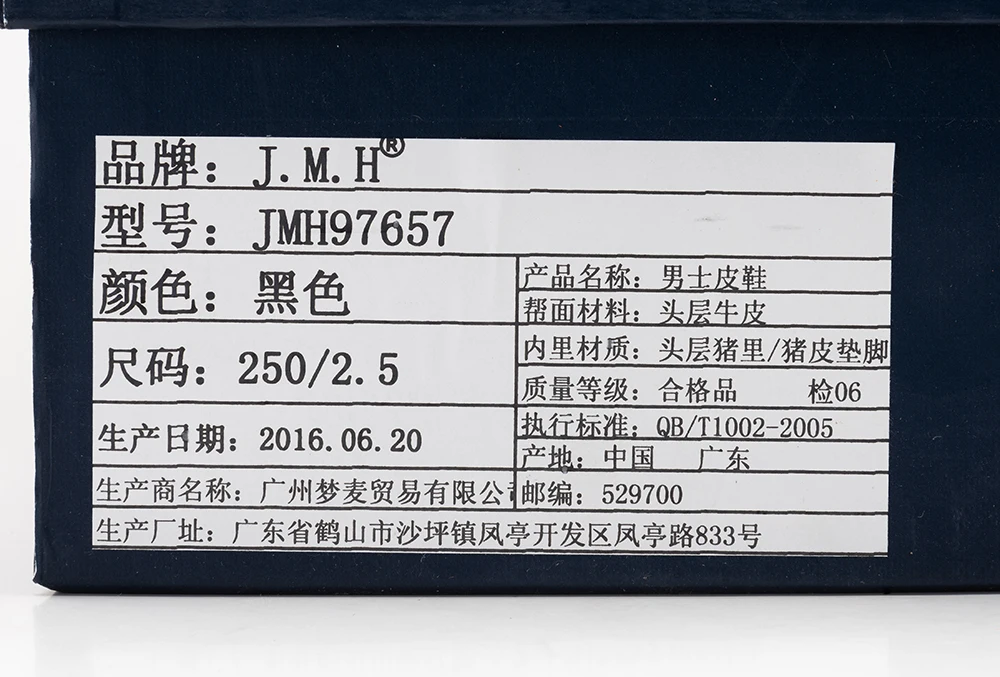 品牌：J.M.H®
型号：JMH97657
颜色：黑色
尺码：250/2.5
生产日期：2016.06.20
产品名称：男士皮鞋
帮面材料：头层牛皮
内里材质：头层猪里/猪皮垫脚
质量等级：合格品 检06
执行标准：QB/T1002-2005
产地：中国 广东
生产商名称：广州梦麦贸易有限公司
邮编：529700
生产厂址：广东省鹤山市沙坪镇凤亭开发区凤亭路833号